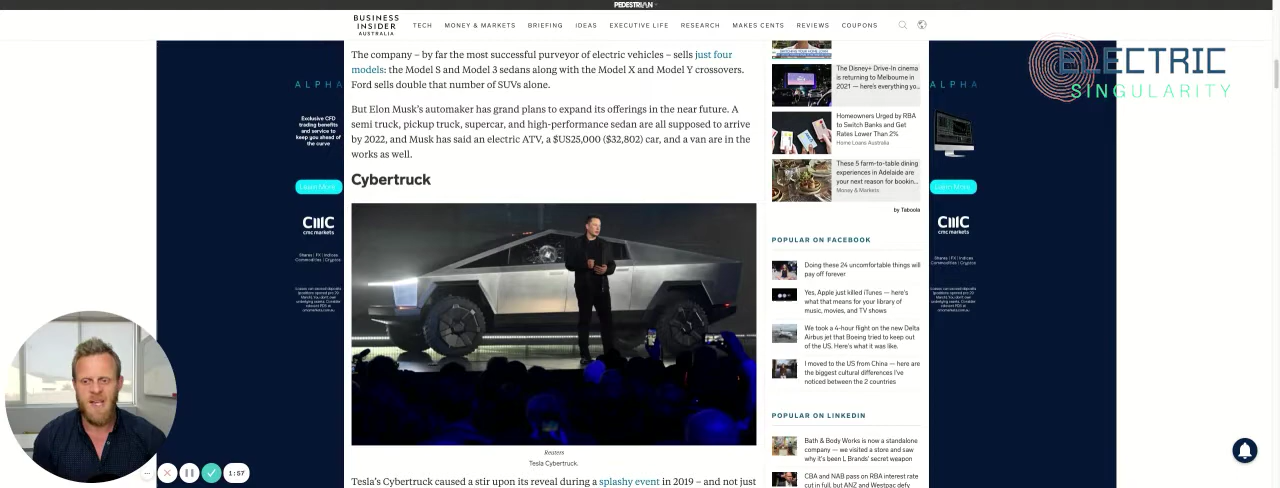 PEDESTRIAN
BUSINESS
INSIDER
AUSTRALIA
TECH MONEY & MARKETS BRIEFING IDEAS EXECUTIVE LIFE RESEARCH MAKES CENTS REVIEWS COUPONS
ELECTRIC
SINGULARITY
ALPHA
Exclusive CFD
trading benefits
and service to
keep you ahead of
the curve
Learn More
CMC
cmc markets
Shares | FX | Indices
Commodities | Crypto
The company – by far the most successful purveyor of electric vehicles – sells just four
models: the Model S and Model 3 sedans along with the Model X and Model Y crossovers.
Ford sells double that number of SUVs alone.
But Elon Musk's automaker has grand plans to expand its offerings in the near future. A
semi truck, pickup truck, supercar, and high-performance sedan are all supposed to arrive
by 2022, and Musk has said an electric ATV, a $US25,000 ($32,802) car, and a van are in the
works as well.
Cybertruck
Reuters
Tesla Cybertruck.
Tesla's Cybertruck caused a stir upon its reveal during a splashy event in 2019 – and not just
The Disney+ Drive-In cinema
is returning to Melbourne in
2021 — here's everything yo...
Homeowners Urged by RBA
to Switch Banks and Get
Rates Lower Than 2%
Home Loans Australia
These 5 farm-to-table dining
experiences in Adelaide are
your next reason for bookin...
Money & Markets
by Taboola
POPULAR ON FACEBOOK
Doing these 24 uncomfortable things will
pay off forever
Yes, Apple just killed iTunes — here's
what that means for your library of
music, movies, and TV shows
We took a 4-hour flight on the new Delta
Airbus jet that Boeing tried to keep out
of the US. Here's what it was like.
I moved to the US from China — here are
the biggest cultural differences I've
noticed between the 2 countries
POPULAR ON LINKEDIN
Bath & Body Works is now a standalone
company — we visited a store and saw
why it's been L Brands' secret weapon
CBA and NAB pass on RBA interest rate
cut in full, but ANZ and Westpac defy
ALPHA
Learn More
CMC
cmc markets
Shares | FX | Indices
Commodities | Crypto
1:57